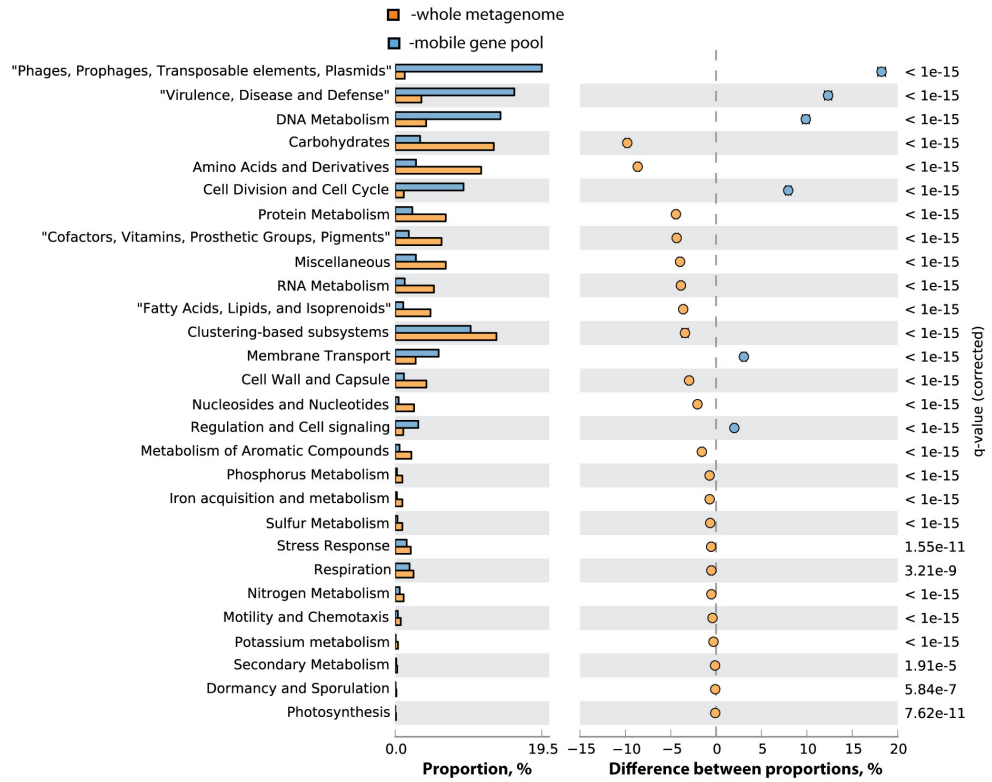 -whole metagenome
-mobile gene pool
"Phages, Prophages, Transposable elements, Plasmids" < 1e-15
"Virulence, Disease and Defense" < 1e-15
DNA Metabolism < 1e-15
Carbohydrates < 1e-15
Amino Acids and Derivatives < 1e-15
Cell Division and Cell Cycle < 1e-15
Protein Metabolism < 1e-15
"Cofactors, Vitamins, Prosthetic Groups, Pigments" < 1e-15
Miscellaneous < 1e-15
RNA Metabolism < 1e-15
"Fatty Acids, Lipids, and Isoprenoids" < 1e-15
Clustering-based subsystems < 1e-15
Membrane Transport < 1e-15
Cell Wall and Capsule < 1e-15
Nucleosides and Nucleotides < 1e-15
Regulation and Cell signaling < 1e-15
Metabolism of Aromatic Compounds < 1e-15
Phosphorus Metabolism < 1e-15
Iron acquisition and metabolism < 1e-15
Sulfur Metabolism < 1e-15
Stress Response 1.55e-11
Respiration 3.21e-9
Nitrogen Metabolism < 1e-15
Motility and Chemotaxis < 1e-15
Potassium metabolism < 1e-15
Secondary Metabolism 1.91e-5
Dormancy and Sporulation 5.84e-7
Photosynthesis 7.62e-11
q-value (corrected)
0.0 19.5 −15 −10 −5 0 5 10 15 20
Proportion, % Difference between proportions, %